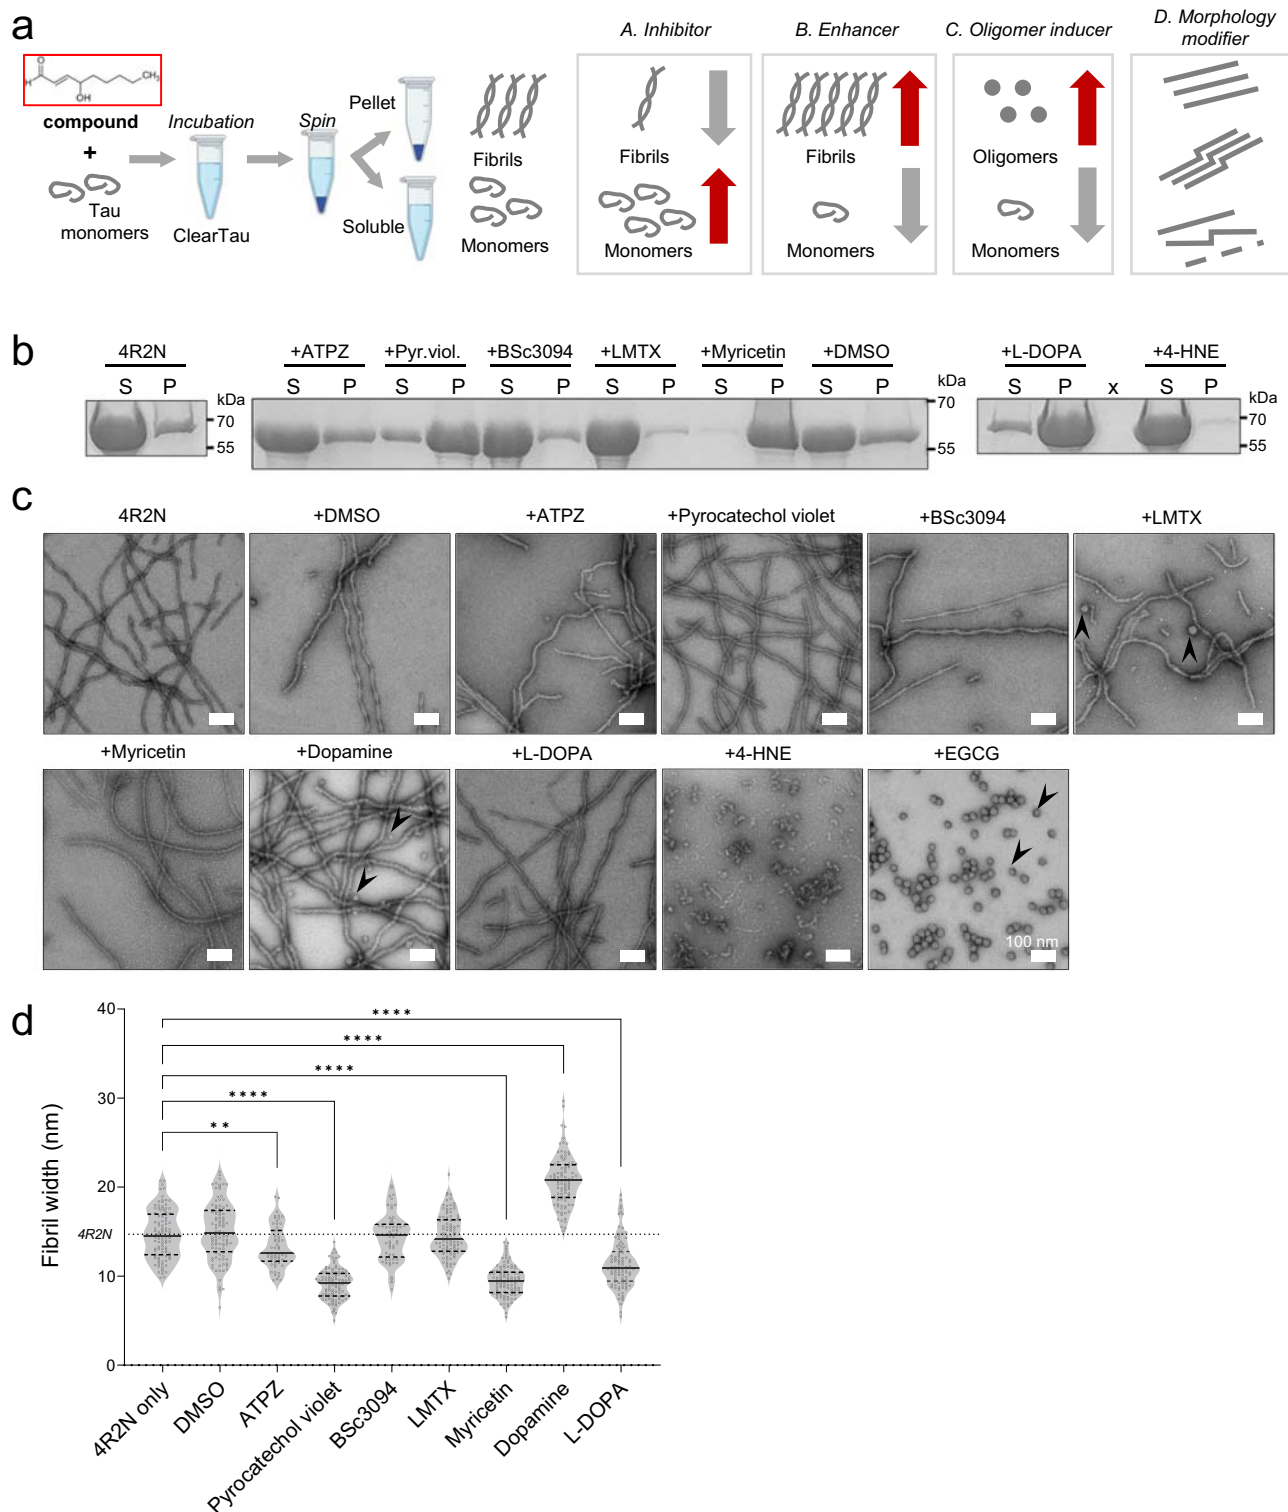 a
A. Inhibitor
B. Enhancer
C. Oligomer inducer
D. Morphology
modifier
O
H
CH3
OH
compound
+
Tau
monomers
Incubation
ClearTau
Spin
Pellet
Soluble
Fibrils
Monomers
Fibrils
Monomers
Fibrils
Monomers
Oligomers
Monomers
b
4R2N
+ATPZ
+Pyr.viol.
+BSc3094
+LMTX
+Myricetin
+DMSO
+L-DOPA
+4-HNE
S P
S P S P S P S P S P S P
S P x S P
kDa
70
55
kDa
70
55
kDa
70
55
c
4R2N
+DMSO
+ATPZ
+Pyrocatechol violet
+BSc3094
+LMTX
+Myricetin
+Dopamine
+L-DOPA
+4-HNE
+EGCG
100 nm
d
Fibril width (nm)
40
30
20
10
0
4R2N
****
****
****
****
**
4R2N only
DMSO
ATPZ
Pyrocatechol violet
BSc3094
LMTX
Myricetin
Dopamine
L-DOPA